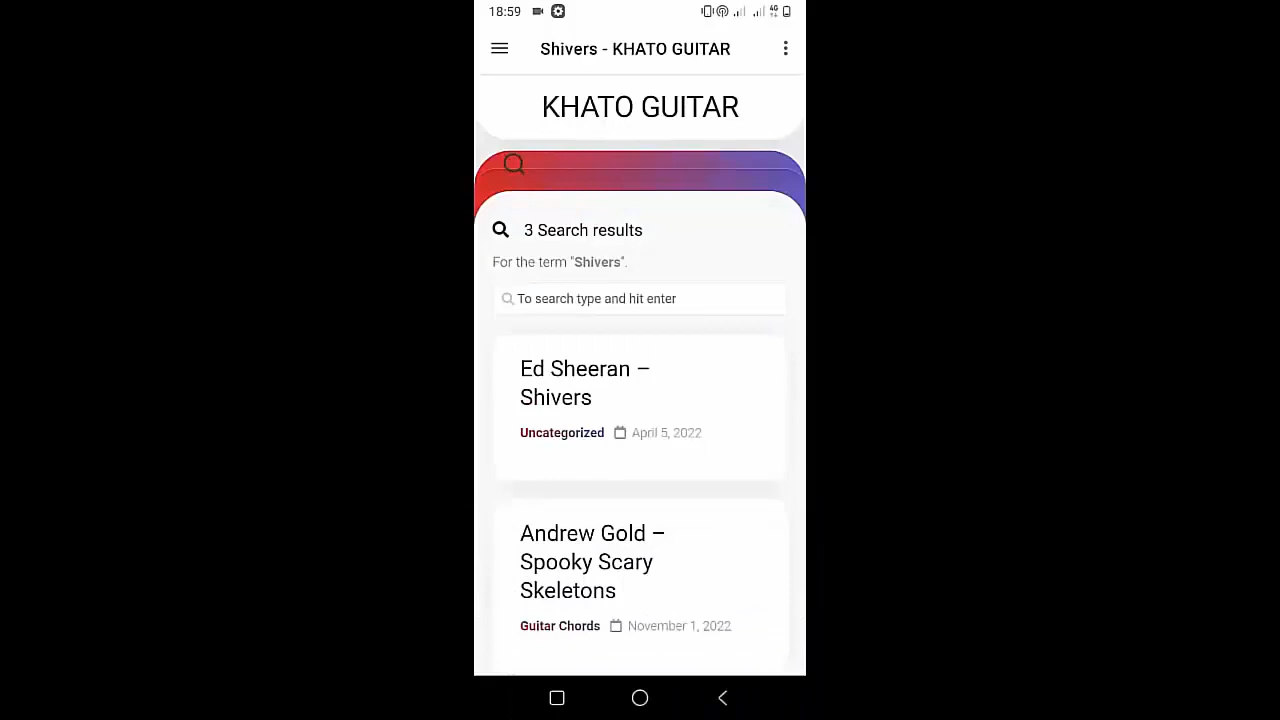 18:59
4G
Shivers - KHATO GUITAR
KHATO GUITAR
3 Search results
For the term "Shivers".
To search type and hit enter
Ed Sheeran –
Shivers
Uncategorized April 5, 2022
Andrew Gold –
Spooky Scary
Skeletons
Guitar Chords November 1, 2022